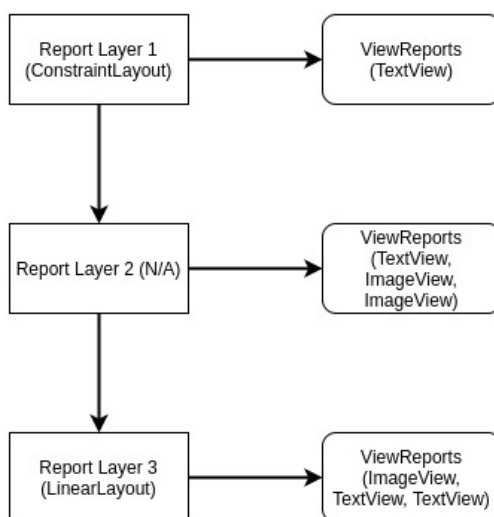 Report Layer 1
(ConstraintLayout)
ViewReports
(TextView)
Report Layer 2 (N/A)
ViewReports
(TextView,
ImageView,
ImageView)
Report Layer 3
(LinearLayout)
ViewReports
(ImageView,
TextView, TextView)